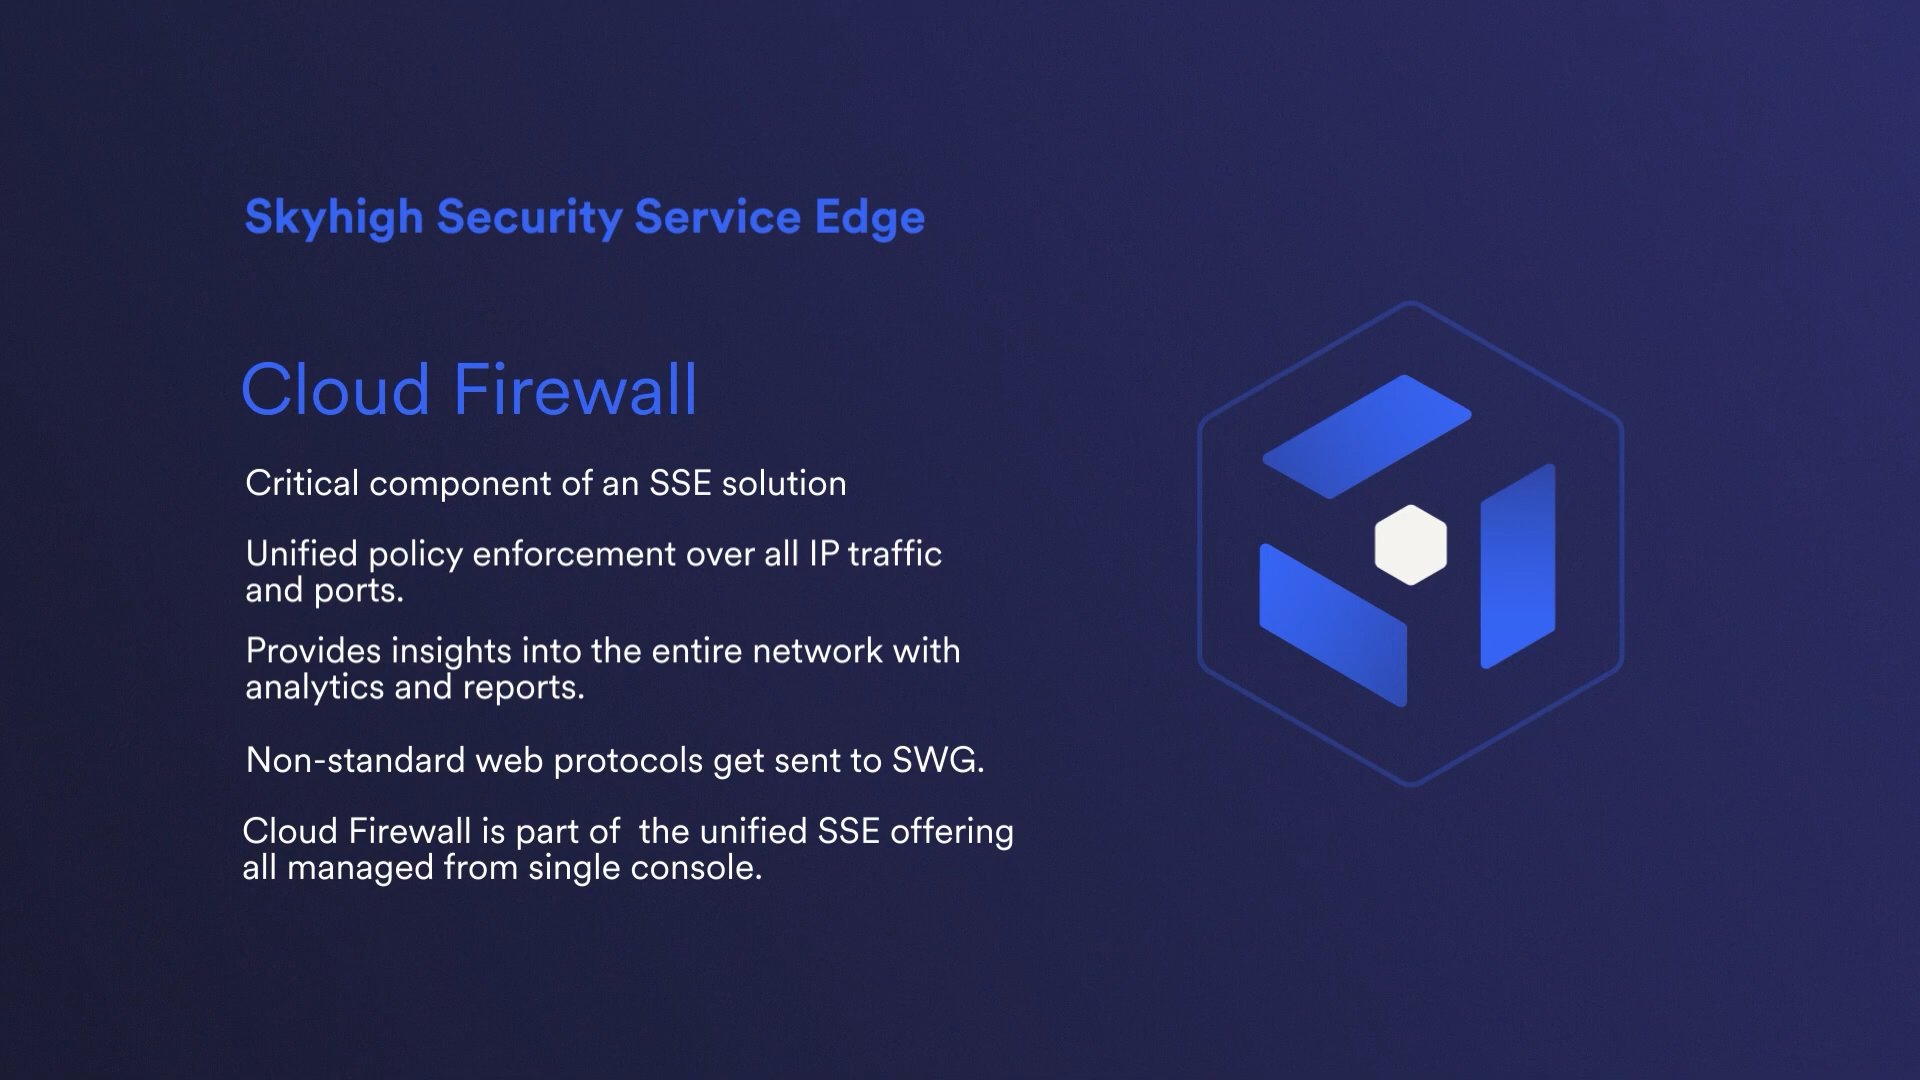 Skyhigh Security Service Edge
Cloud Firewall
Critical component of an SSE solution
Unified policy enforcement over all IP traffic
and ports.
Provides insights into the entire network with
analytics and reports.
Non-standard web protocols get sent to SWG.
Cloud Firewall is part of  the unified SSE offering
all managed from single console.